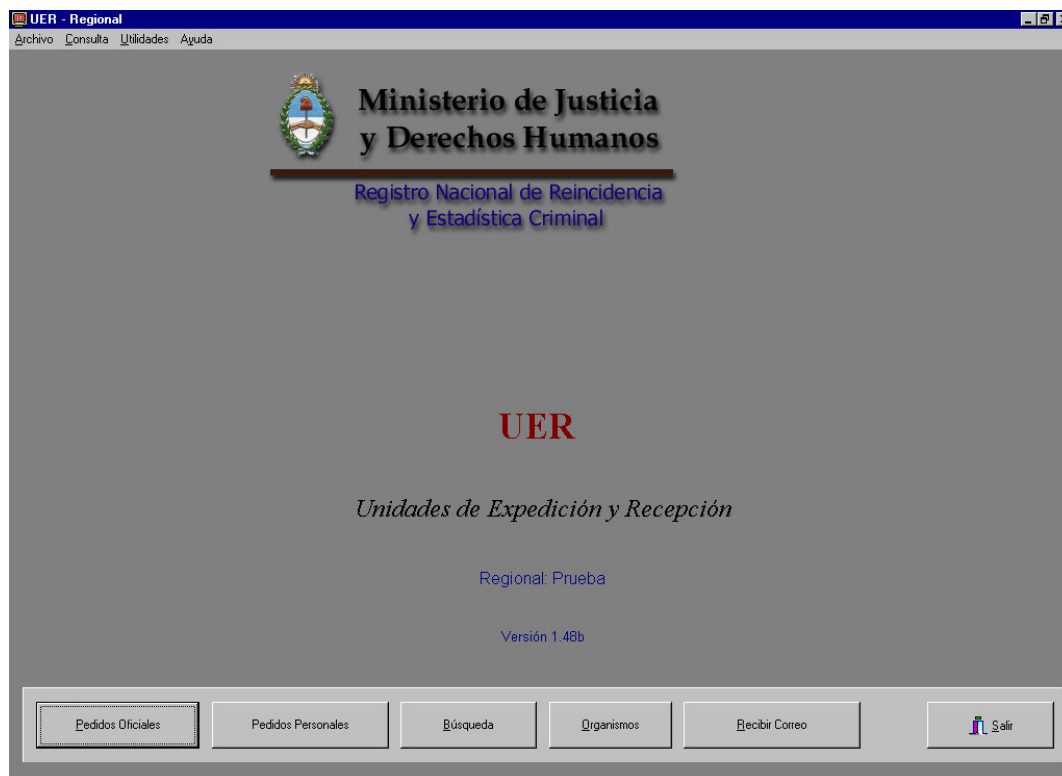 UER - Regional
Archivo Consulta Utilidades Ayuda
Ministerio de Justicia
y Derechos Humanos
Registro Nacional de Reincidencia
y Estadística Criminal
UER
Unidades de Expedición y Recepción
Regional: Prueba
Versión 1.48b
Pedidos Oficiales Pedidos Personales Búsqueda Organismos Recibir Correo Salir